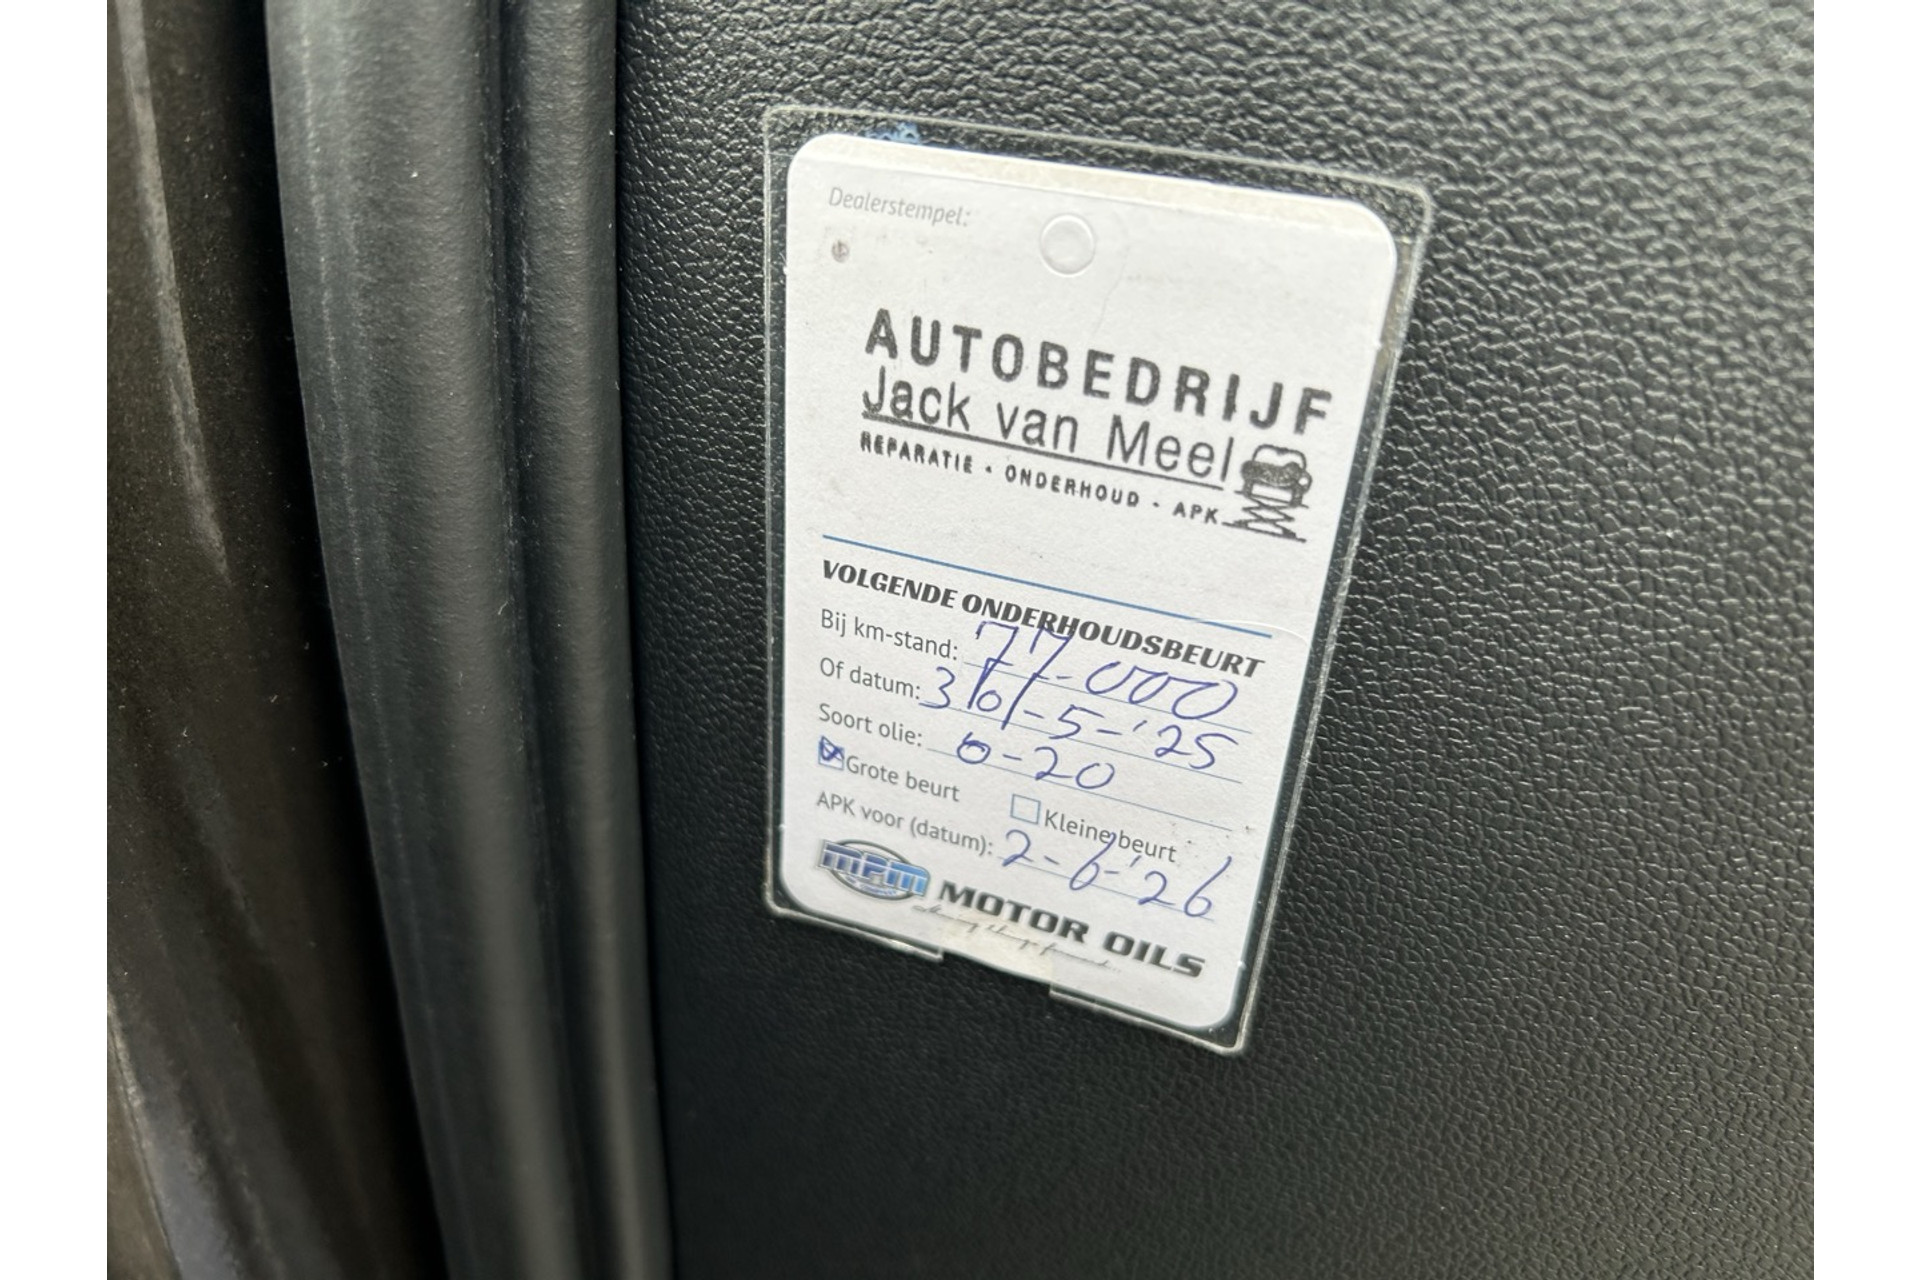 Dealerstempel:
AUTOBEDRIJF
Jack van Meel
REPARATIE - ONDERHOUD - APK
VOLGENDE ONDERHOUDSBEURT
Bij km-stand: 77-000
Of datum: 30-5-'25
Soort olie: 0-20
Grote beurt Kleine beurt
APK voor (datum): 2-6-'26
mpm MOTOR OILS